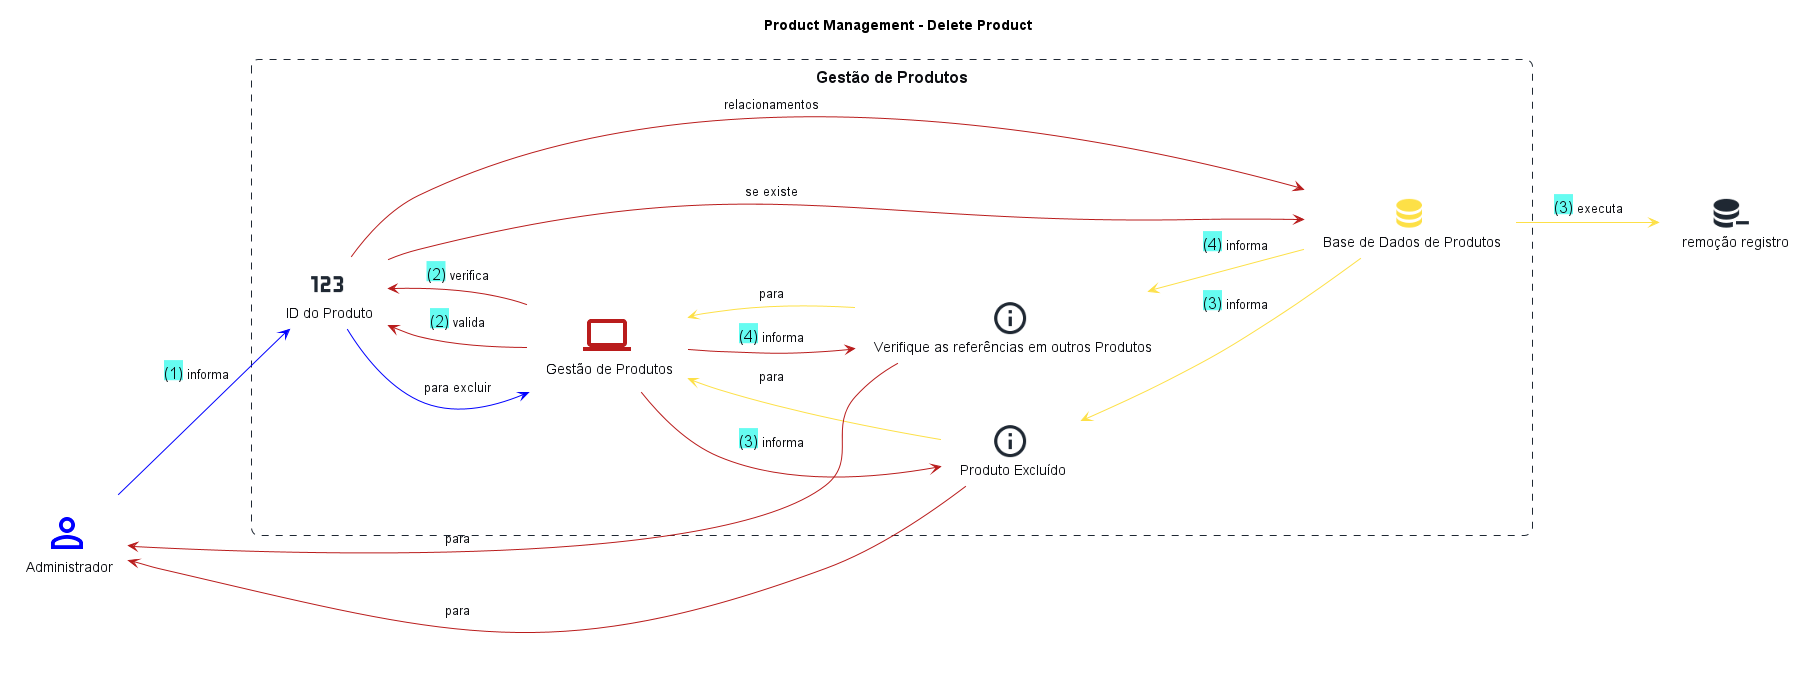 Product Management - Delete Product
Gestão de Produtos
relacionamentos
se existe
(3) executa
Base de Dados de Produtos
remoção registro
(4) informa
(2) verifica
123
ID do Produto
para
(3) informa
(2) valida
(4) informa
Verifique as referências em outros Produtos
Gestão de Produtos
(1) informa
para excluir
para
(3) informa
Produto Excluído
para
Administrador
para